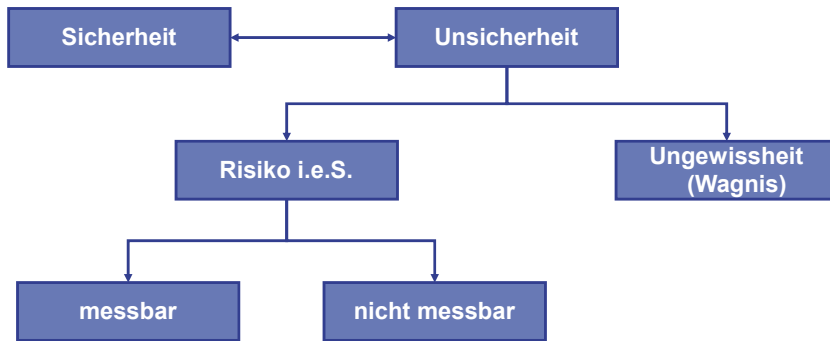 Sicherheit
Unsicherheit
Risiko i.e.S.
Ungewissheit
(Wagnis)
messbar
nicht messbar